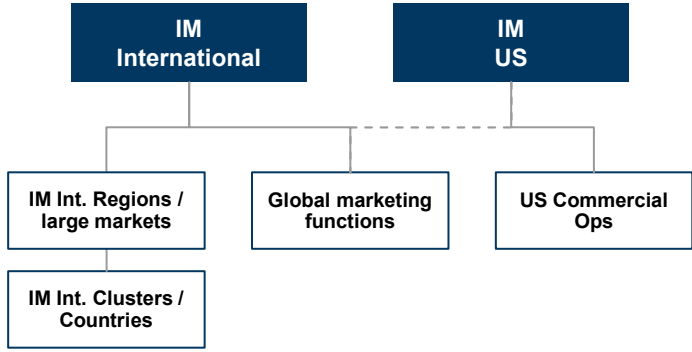 IM
International
IM
US
IM Int. Regions /
large markets
Global marketing
functions
US Commercial
Ops
IM Int. Clusters /
Countries